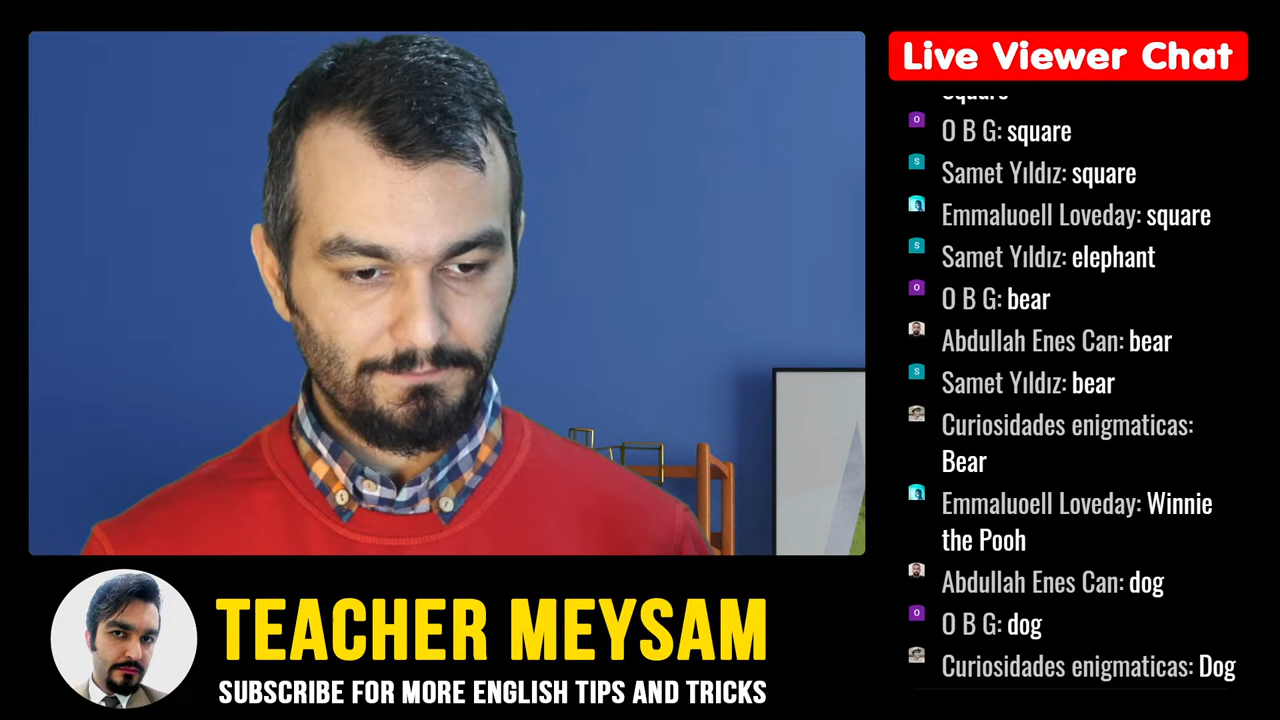 Live Viewer Chat
square
O B G: square
Samet Yıldız: square
Emmaluoell Loveday: square
Samet Yıldız: elephant
O B G: bear
Abdullah Enes Can: bear
Samet Yıldız: bear
Curiosidades enigmaticas:
Bear
Emmaluoell Loveday: Winnie
the Pooh
Abdullah Enes Can: dog
O B G: dog
Curiosidades enigmaticas: Dog
TEACHER MEYSAM
SUBSCRIBE FOR MORE ENGLISH TIPS AND TRICKS